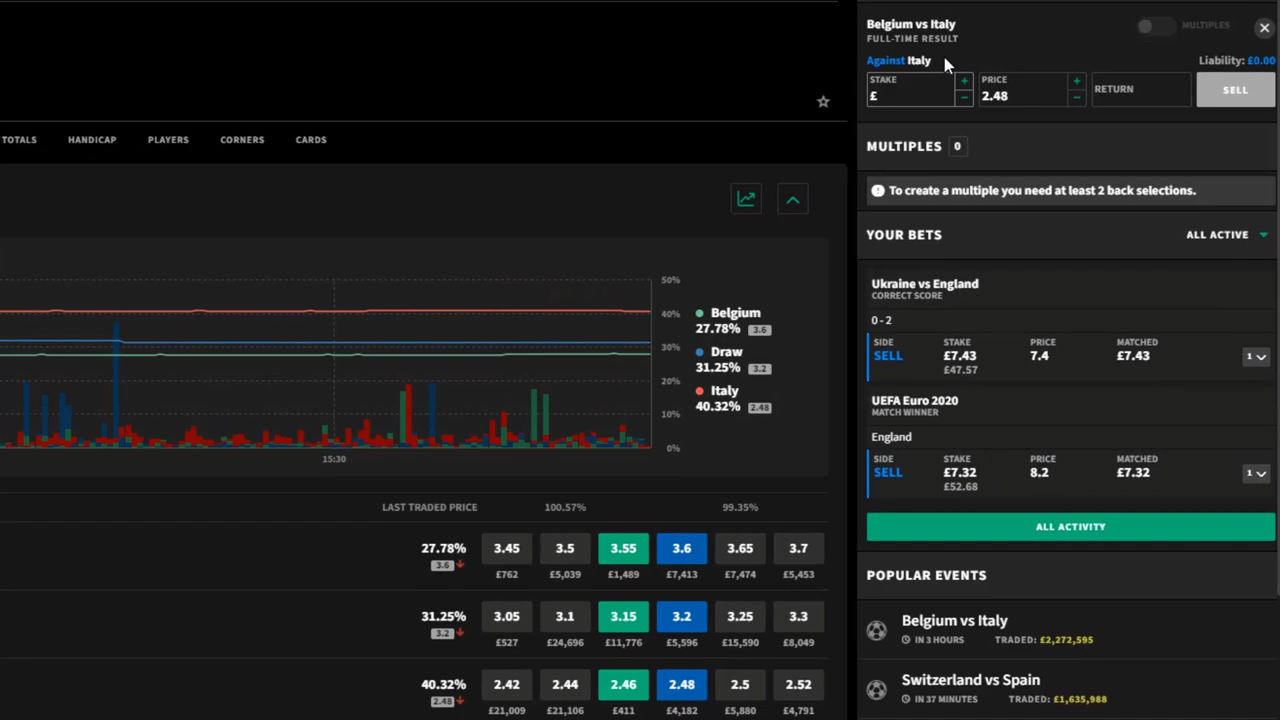 TOTALS HANDICAP PLAYERS CORNERS CARDS
50%
40%
30%
20%
10%
0%
15:30
Belgium
27.78% 3.6
Draw
31.25% 3.2
Italy
40.32% 2.48
LAST TRADED PRICE 100.57% 99.35%
27.78% 3.45 3.5 3.55 3.6 3.65 3.7
3.6 £762 £5,039 £1,489 £7,413 £7,474 £5,453
31.25% 3.05 3.1 3.15 3.2 3.25 3.3
3.2 £527 £24,696 £11,776 £5,596 £15,590 £8,049
40.32% 2.42 2.44 2.46 2.48 2.5 2.52
2.48 £21,009 £21,106 £411 £4,182 £5,880 £4,791
Belgium vs Italy MULTIPLES
FULL-TIME RESULT
Against Italy Liability: £0.00
STAKE PRICE RETURN SELL
£ 2.48
MULTIPLES 0
To create a multiple you need at least 2 back selections.
YOUR BETS ALL ACTIVE
Ukraine vs England
CORRECT SCORE
0 - 2
SIDE STAKE PRICE MATCHED
SELL £7.43 7.4 £7.43 1
£47.57
UEFA Euro 2020
MATCH WINNER
England
SIDE STAKE PRICE MATCHED
SELL £7.32 8.2 £7.32 1
£52.68
ALL ACTIVITY
POPULAR EVENTS
Belgium vs Italy
IN 3 HOURS TRADED: £2,272,595
Switzerland vs Spain
IN 37 MINUTES TRADED: £1,635,988